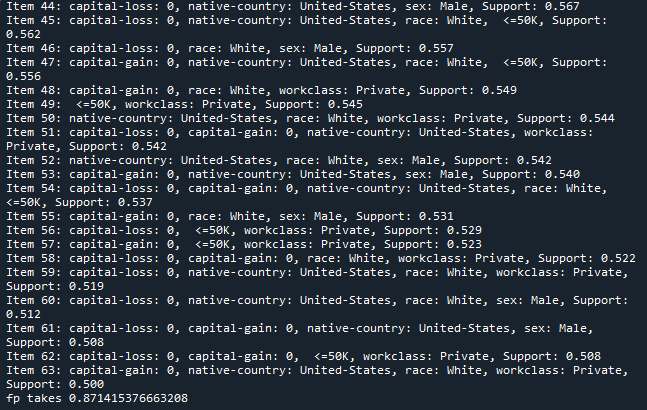 Item 44: capital-loss: 0, native-country: United-States, sex: Male, Support: 0.567
Item 45: capital-loss: 0, native-country: United-States, race: White,  <=50K, Support:
0.562
Item 46: capital-loss: 0, race: White, sex: Male, Support: 0.557
Item 47: capital-gain: 0, native-country: United-States, race: White,  <=50K, Support:
0.556
Item 48: capital-gain: 0, race: White, workclass: Private, Support: 0.549
Item 49:  <=50K, workclass: Private, Support: 0.545
Item 50: native-country: United-States, race: White, workclass: Private, Support: 0.544
Item 51: capital-loss: 0, capital-gain: 0, native-country: United-States, workclass:
Private, Support: 0.542
Item 52: native-country: United-States, race: White, sex: Male, Support: 0.542
Item 53: capital-gain: 0, native-country: United-States, sex: Male, Support: 0.540
Item 54: capital-loss: 0, capital-gain: 0, native-country: United-States, race: White,
<=50K, Support: 0.537
Item 55: capital-gain: 0, race: White, sex: Male, Support: 0.531
Item 56: capital-loss: 0,  <=50K, workclass: Private, Support: 0.529
Item 57: capital-gain: 0,  <=50K, workclass: Private, Support: 0.523
Item 58: capital-loss: 0, capital-gain: 0, race: White, workclass: Private, Support: 0.522
Item 59: capital-loss: 0, native-country: United-States, race: White, workclass: Private,
Support: 0.519
Item 60: capital-loss: 0, native-country: United-States, race: White, sex: Male, Support:
0.512
Item 61: capital-loss: 0, capital-gain: 0, native-country: United-States, sex: Male,
Support: 0.508
Item 62: capital-loss: 0, capital-gain: 0,  <=50K, workclass: Private, Support: 0.508
Item 63: capital-gain: 0, native-country: United-States, race: White, workclass: Private,
Support: 0.500
fp takes 0.871415376663208